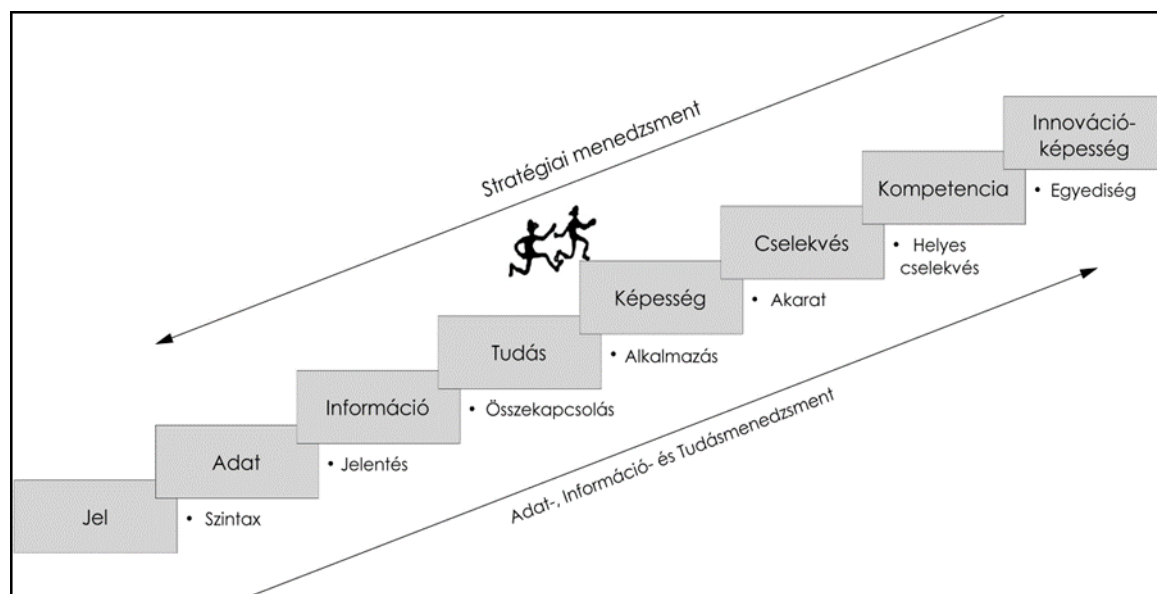 Stratégiai menedzsment
Innováció-
képesség
• Egyediség
Kompetencia
• Helyes
cselekvés
Cselekvés
• Akarat
Képesség
• Alkalmazás
Tudás
• Összekapcsolás
Információ
• Jelentés
Adat
• Szintax
Jel
Adat-, Információ- és Tudásmenedzsment